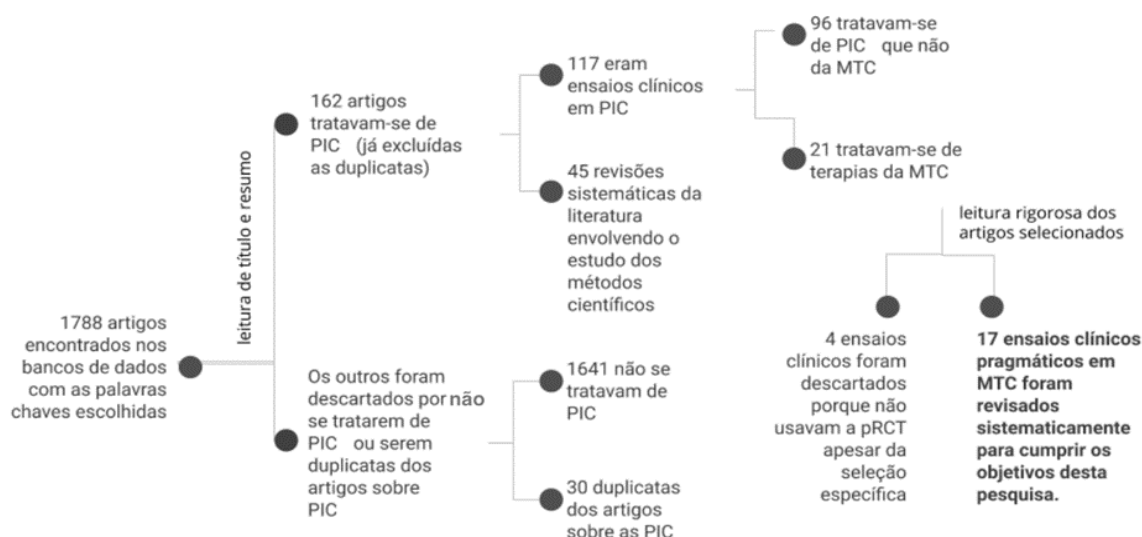 1788 artigos
encontrados nos
bancos de dados
com as palavras
chaves escolhidas
leitura de título e resumo
162 artigos
tratavam-se de
PIC (já excluídas
as duplicatas)
117 eram
ensaios clínicos
em PIC
96 tratavam-se
de PIC que não
da MTC
21 tratavam-se de
terapias da MTC
45 revisões
sistemáticas da
literatura
envolvendo o
estudo dos
métodos
científicos
leitura rigorosa dos
artigos selecionados
4 ensaios
clínicos foram
descartados
porque não
usavam a pRCT
apesar da
seleção
específica
17 ensaios clínicos
pragmáticos em
MTC foram
revisados
sistematicamente
para cumprir os
objetivos desta
pesquisa.
Os outros foram
descartados por não
se tratarem de
PIC ou serem
duplicatas dos
artigos sobre
PIC
1641 não se
tratavam de
PIC
30 duplicatas
dos artigos
sobre as PIC